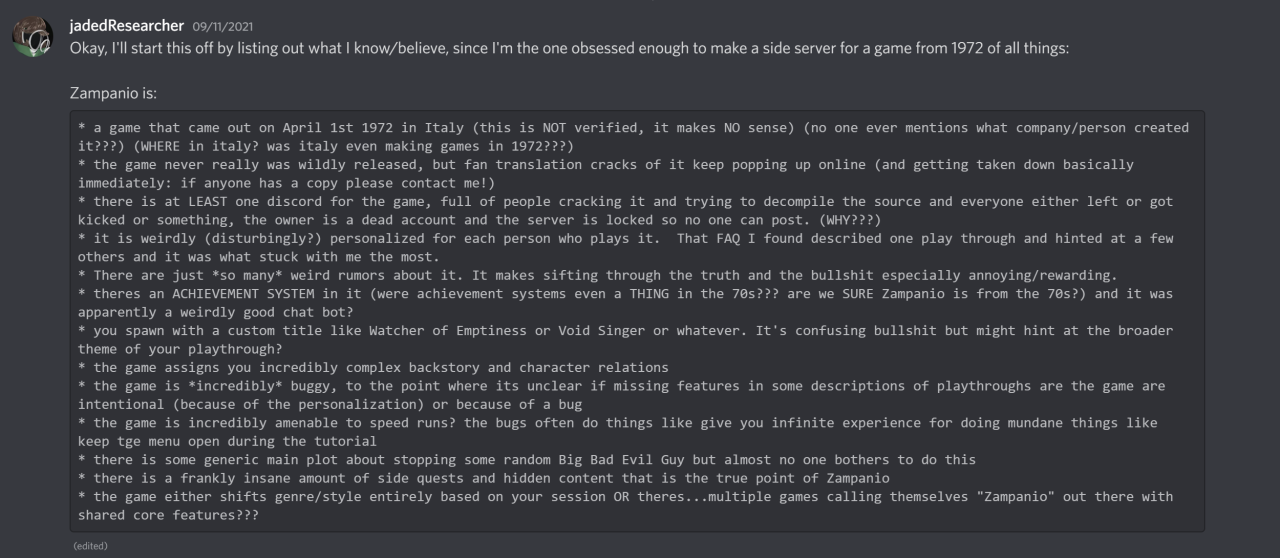 jadedResearcher 09/11/2021
Okay, I'll start this off by listing out what I know/believe, since I'm the one obsessed enough to make a side server for a game from 1972 of all things:
Zampanio is:
* a game that came out on April 1st 1972 in Italy (this is NOT verified, it makes NO sense) (no one ever mentions what company/person created
it???) (WHERE in italy? was italy even making games in 1972???)
* the game never really was wildly released, but fan translation cracks of it keep popping up online (and getting taken down basically
immediately: if anyone has a copy please contact me!)
* there is at LEAST one discord for the game, full of people cracking it and trying to decompile the source and everyone either left or got
kicked or something, the owner is a dead account and the server is locked so no one can post. (WHY???)
* it is weirdly (disturbingly?) personalized for each person who plays it.  That FAQ I found described one play through and hinted at a few
others and it was what stuck with me the most.
* There are just *so many* weird rumors about it. It makes sifting through the truth and the bullshit especially annoying/rewarding.
* theres an ACHIEVEMENT SYSTEM in it (were achievement systems even a THING in the 70s??? are we SURE Zampanio is from the 70s?) and it was
apparently a weirdly good chat bot?
* you spawn with a custom title like Watcher of Emptiness or Void Singer or whatever. It's confusing bullshit but might hint at the broader
theme of your playthrough?
* the game assigns you incredibly complex backstory and character relations
* the game is *incredibly* buggy, to the point where its unclear if missing features in some descriptions of playthroughs are the game are
intentional (because of the personalization) or because of a bug
* the game is incredibly amenable to speed runs? the bugs often do things like give you infinite experience for doing mundane things like
keep tge menu open during the tutorial
* there is some generic main plot about stopping some random Big Bad Evil Guy but almost no one bothers to do this
* there is a frankly insane amount of side quests and hidden content that is the true point of Zampanio
* the game either shifts genre/style entirely based on your session OR theres...multiple games calling themselves "Zampanio" out there with
shared core features???
(edited)